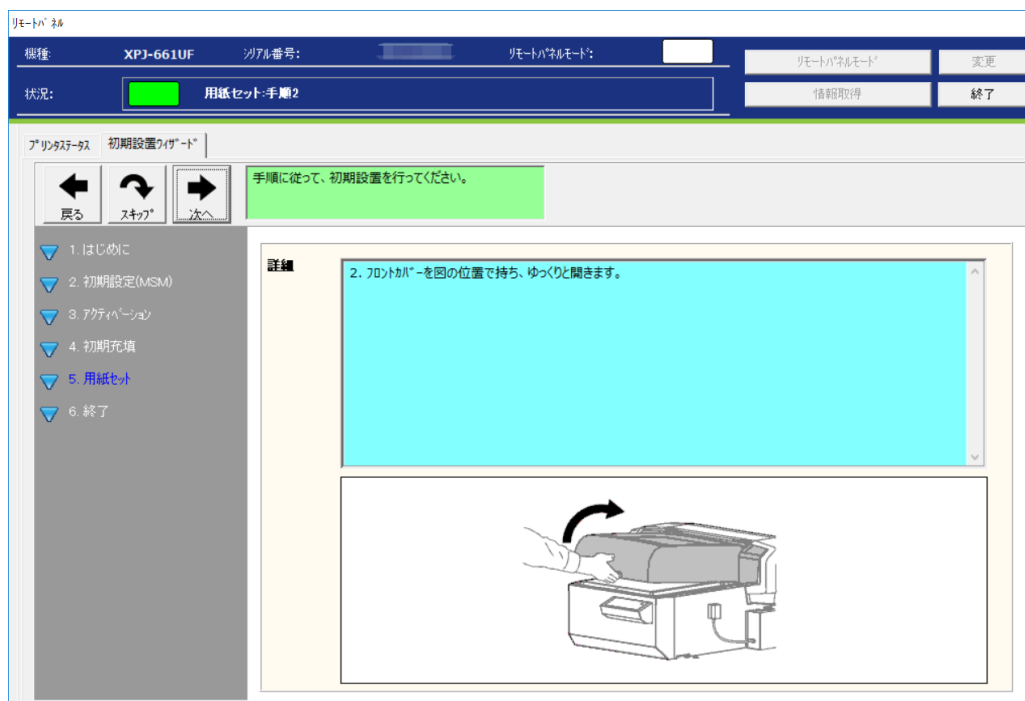 リモートパネル
機種: XPJ-661UF シリアル番号: リモートパネルモード:
リモートパネルモード 変更
状況: 用紙セット:手順2
情報取得 終了
プリンタステータス 初期設置ウィザード
戻る スキップ 次へ
手順に従って、初期設置を行ってください。
1. はじめに
2. 初期設定(MSM)
3. アクティベーション
4. 初期充填
5. 用紙セット
6. 終了
詳細
2. フロントカバーを図の位置で持ち、ゆっくりと開きます。